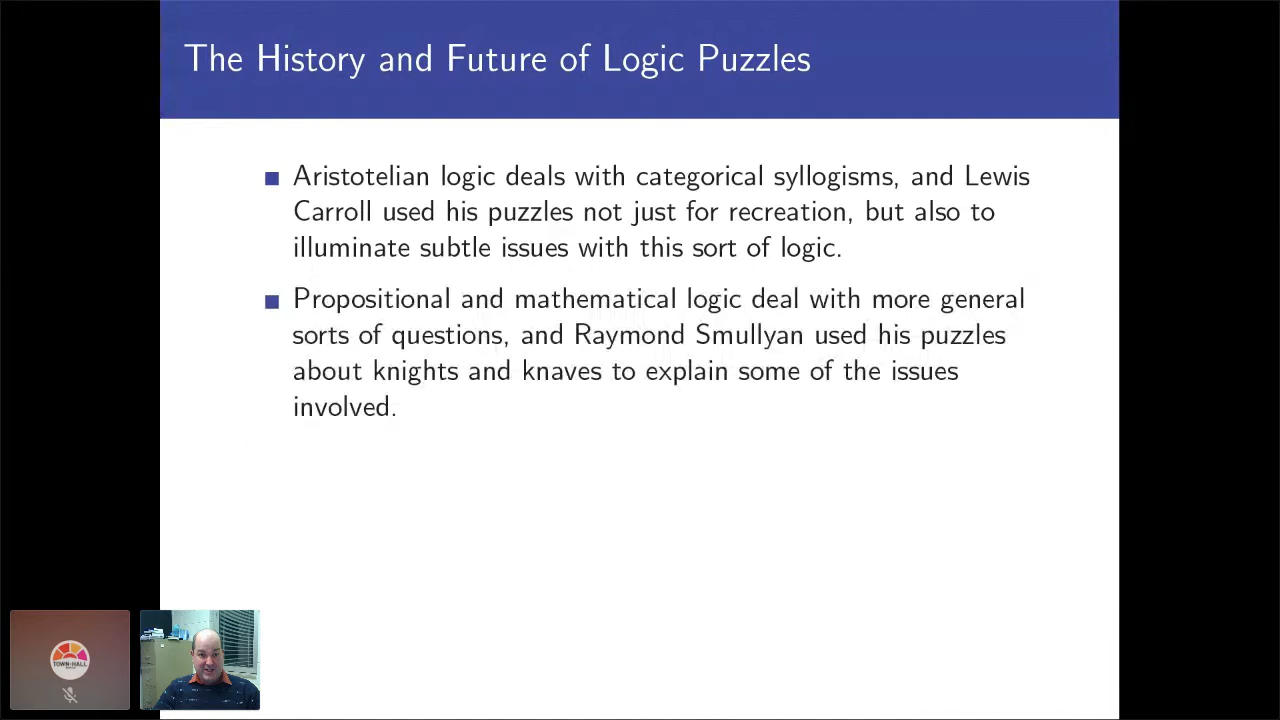 The History and Future of Logic Puzzles
Aristotelian logic deals with categorical syllogisms, and Lewis
Carroll used his puzzles not just for recreation, but also to
illuminate subtle issues with this sort of logic.
Propositional and mathematical logic deal with more general
sorts of questions, and Raymond Smullyan used his puzzles
about knights and knaves to explain some of the issues
involved.
TOWN HALL